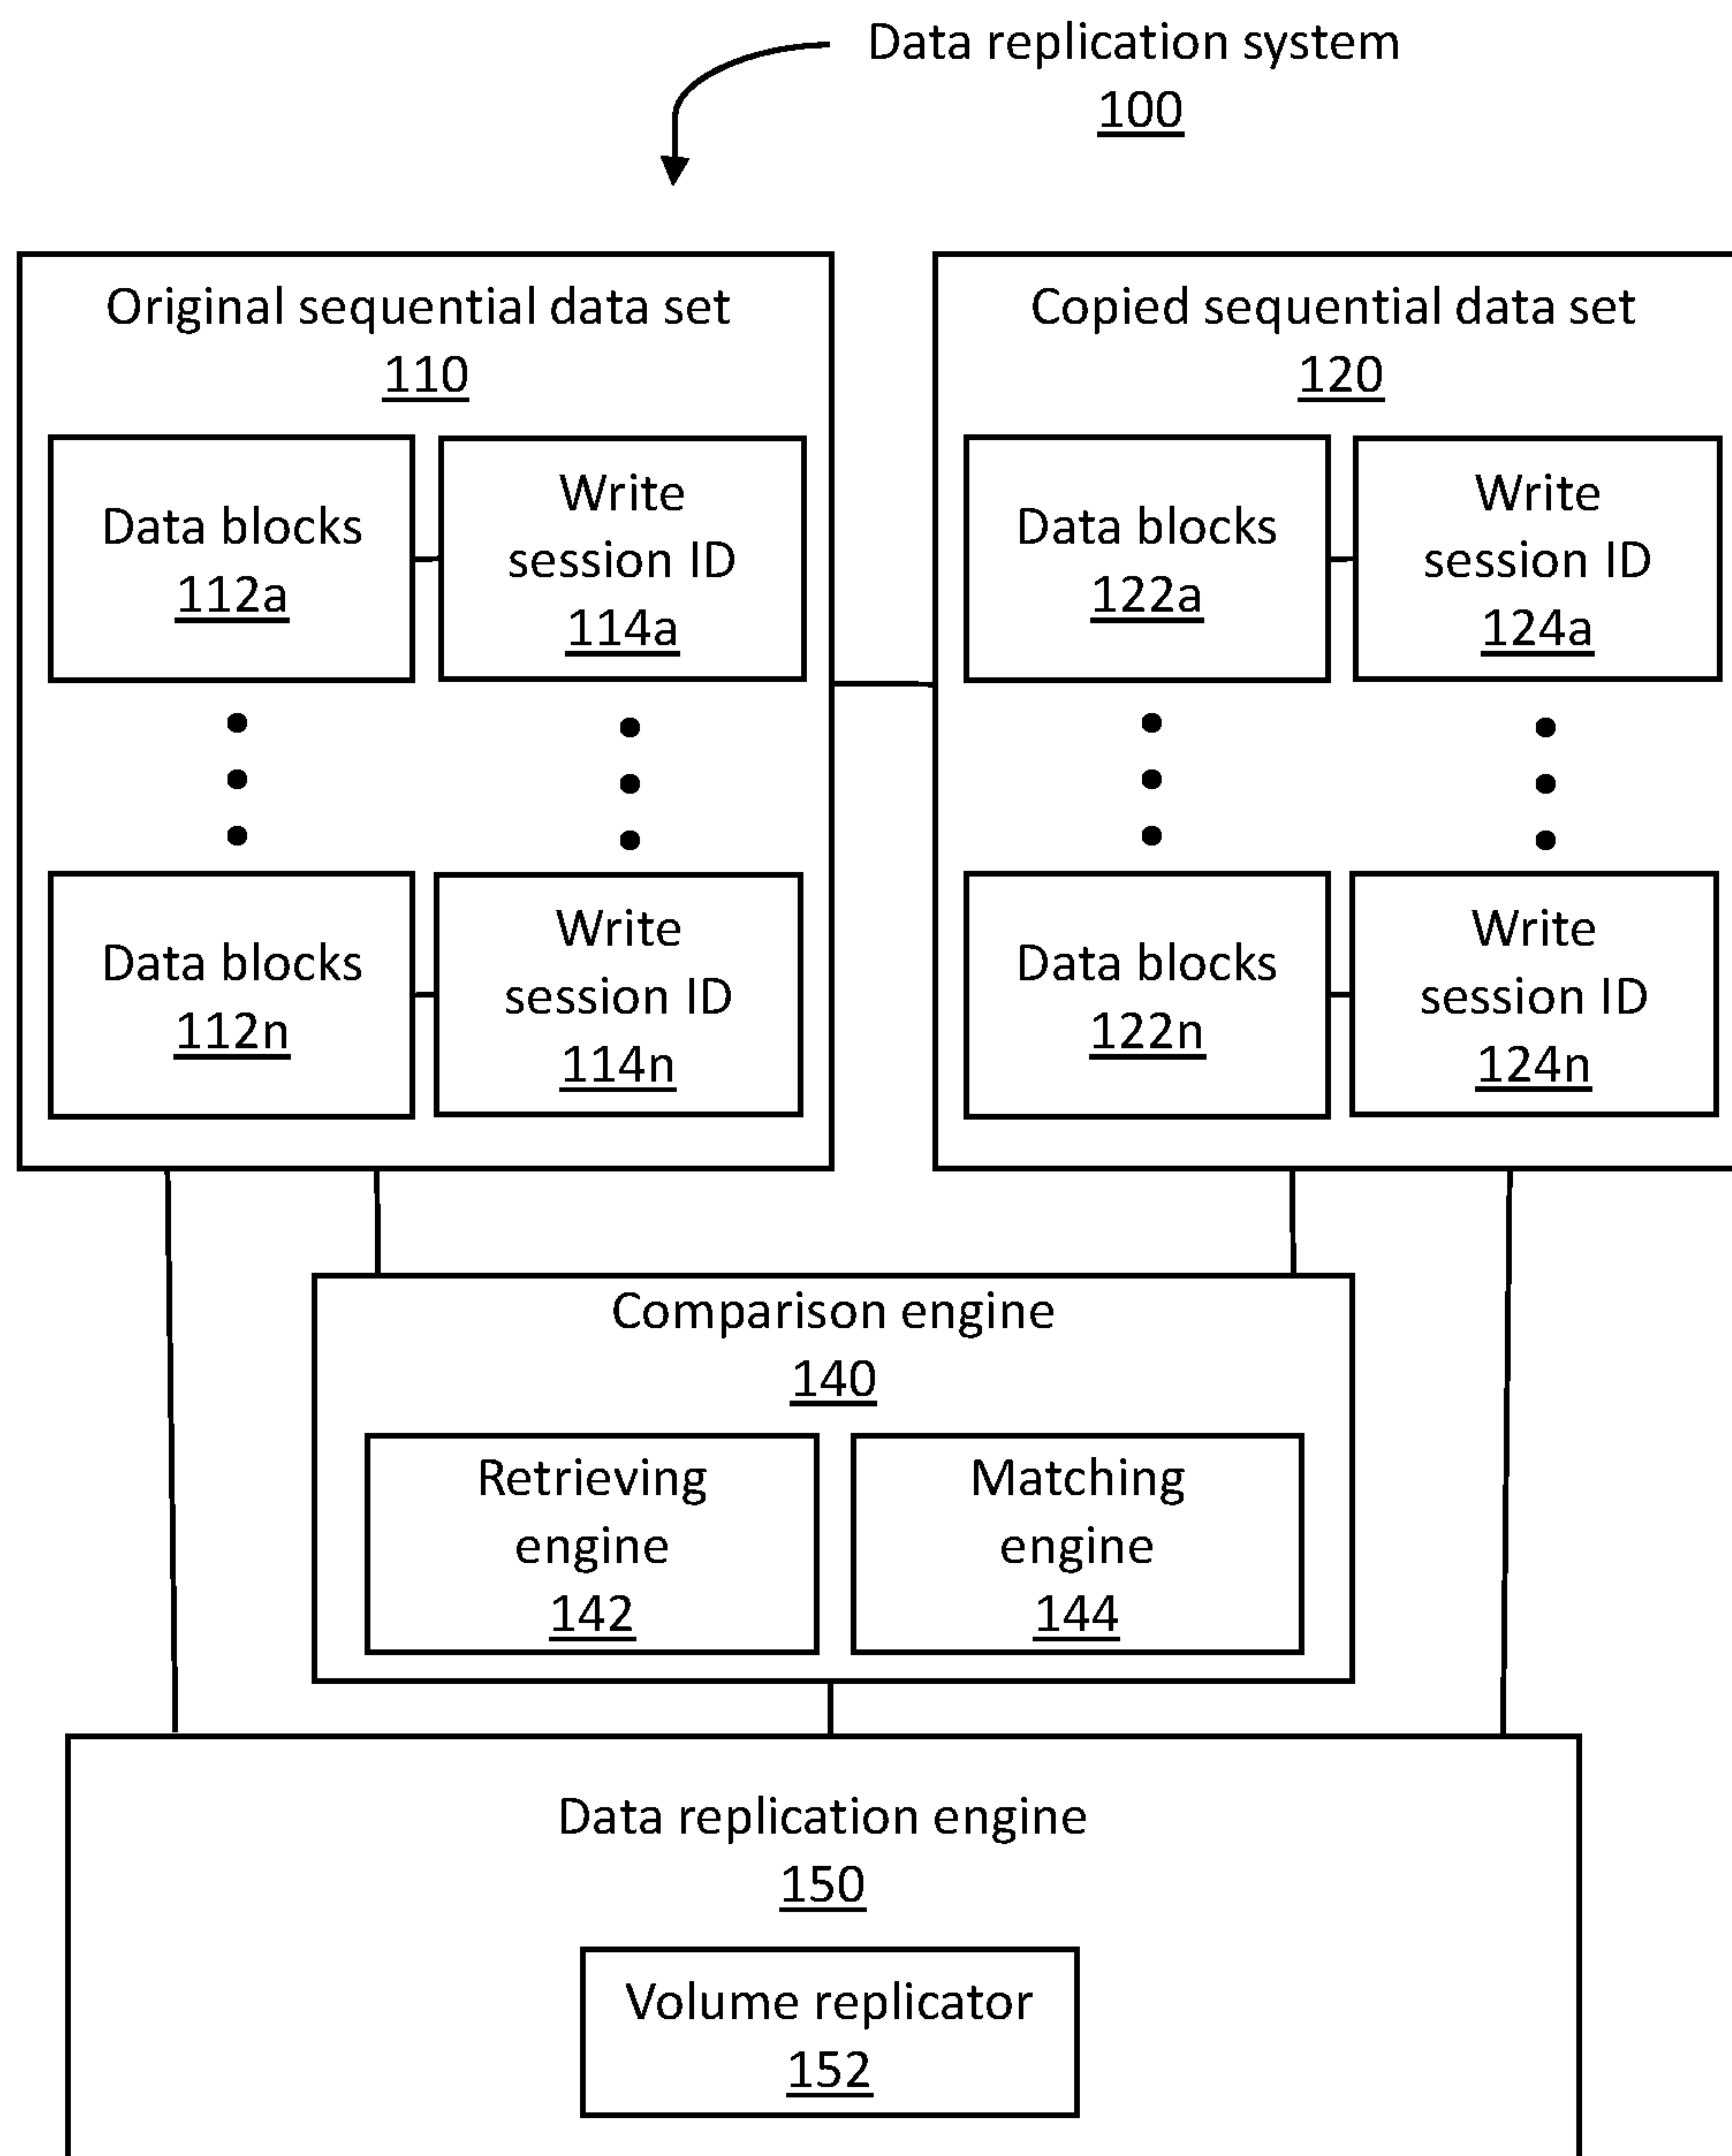 Data replication system
100
Original sequential data set
110
Data blocks
112a
Write
session ID
114a
Data blocks
112n
Write
session ID
114n
Copied sequential data set
120
Data blocks
122a
Write
session ID
124a
Data blocks
122n
Write
session ID
124n
Comparison engine
140
Retrieving
engine
142
Matching
engine
144
Data replication engine
150
Volume replicator
152